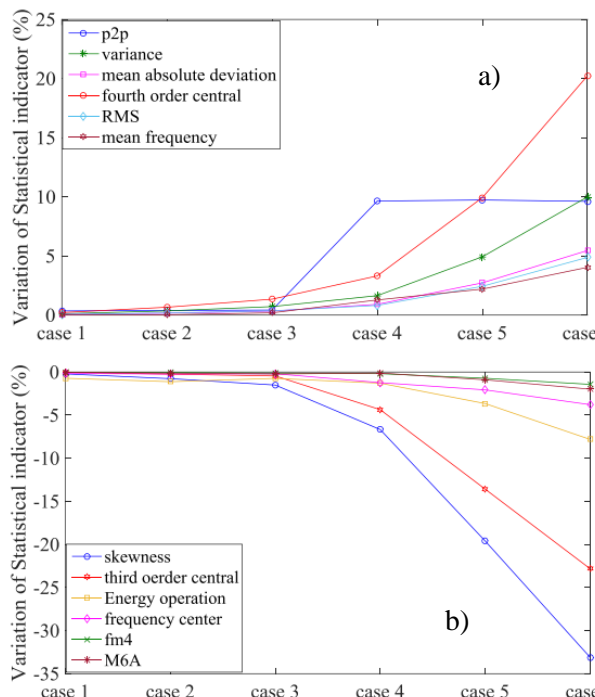 Variation of Statistical indicator (%)
25
20
15
10
5
0
p2p
variance
mean absolute deviation
fourth order central
RMS
mean frequency
a)
case 1
case 2
case 3
case 4
case 5
case
Variation of Statistical indicator (%)
0
-5
-10
-15
-20
-25
-30
-35
skewness
third oerder central
Energy operation
frequency center
fm4
M6A
b)
case 1
case 2
case 3
case 4
case 5
case